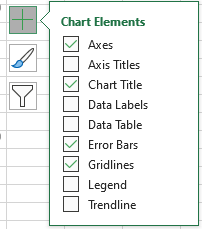 Chart Elements
Axes
Axis Titles
Chart Title
Data Labels
Data Table
Error Bars
Gridlines
Legend
Trendline